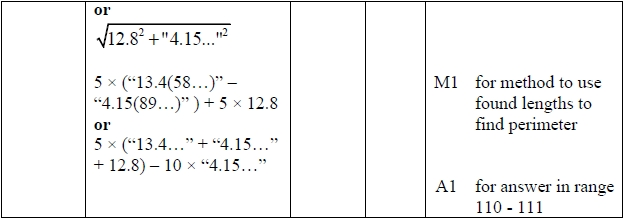 or
√12.8² + "4.15..."²
5 × (“13.4(58…)” –
“4.15(89…)” ) + 5 × 12.8
or
5 × (“13.4…” + “4.15…”
+ 12.8) – 10 × “4.15…”
M1 for method to use
found lengths to
find perimeter
A1 for answer in range
110 - 111